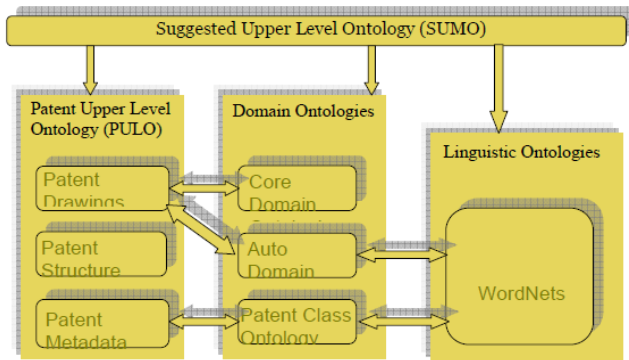 Suggested Upper Level Ontology (SUMO)
Patent Upper Level
Ontology (PULO)
Patent
Drawings
Patent
Structure
Patent
Metadata
Domain Ontologies
Core
Domain
Auto
Domain
Patent Class
Ontology
Linguistic Ontologies
WordNets